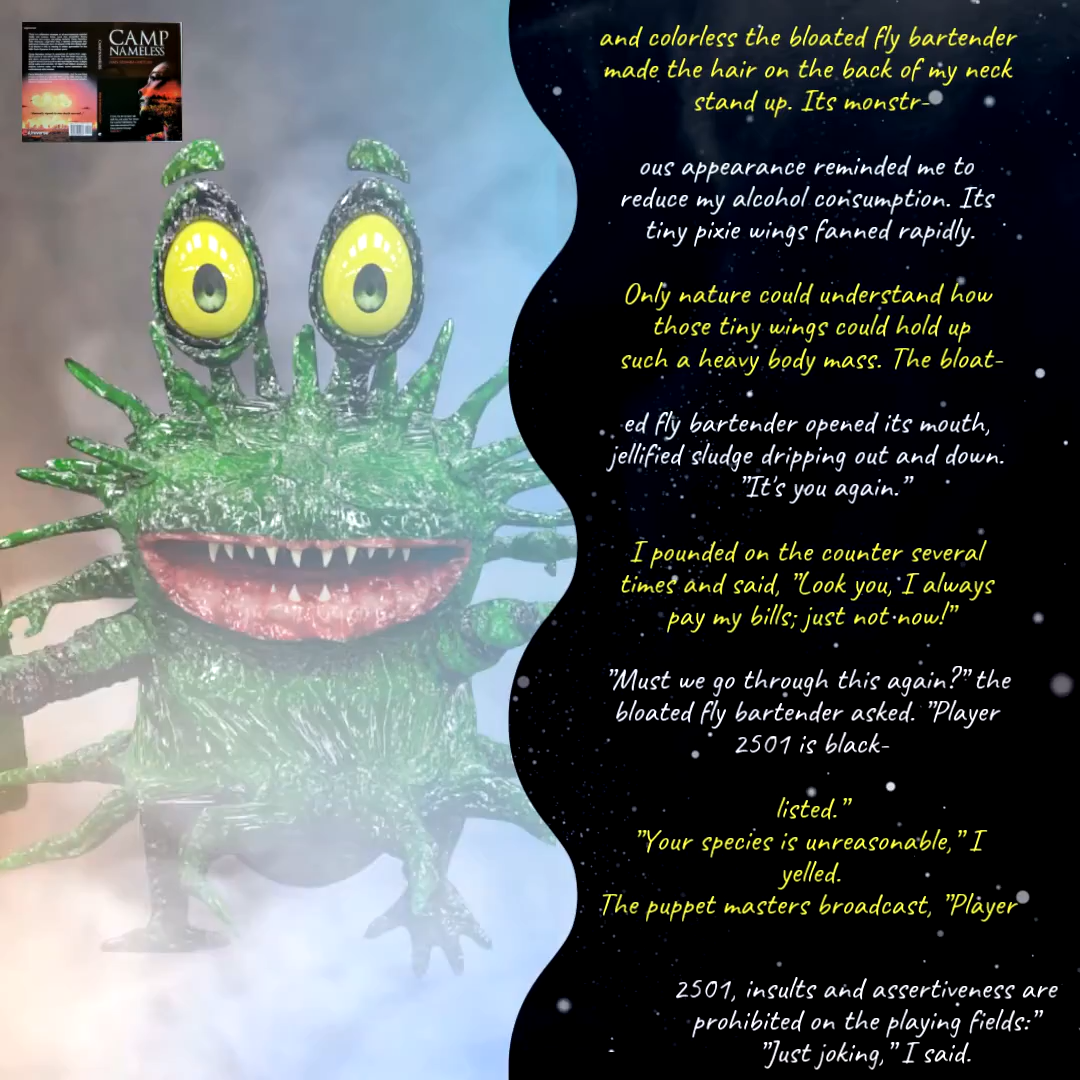 CAMP
NAMELESS
and colorless the bloated fly bartender
made the hair on the back of my neck
stand up. Its monstr-
ous appearance reminded me to
reduce my alcohol consumption. Its
tiny pixie wings fanned rapidly.
Only nature could understand how
those tiny wings could hold up
such a heavy body mass. The bloat-
ed fly bartender opened its mouth,
jellified sludge dripping out and down.
"It's you again."
I pounded on the counter several
times and said, "Look you, I always
pay my bills; just not now!"
"Must we go through this again?" the
bloated fly bartender asked. "Player
2501 is black-
listed."
"Your species is unreasonable," I
yelled.
The puppet masters broadcast, "Player
2501, insults and assertiveness are
prohibited on the playing fields:"
"Just joking," I said.